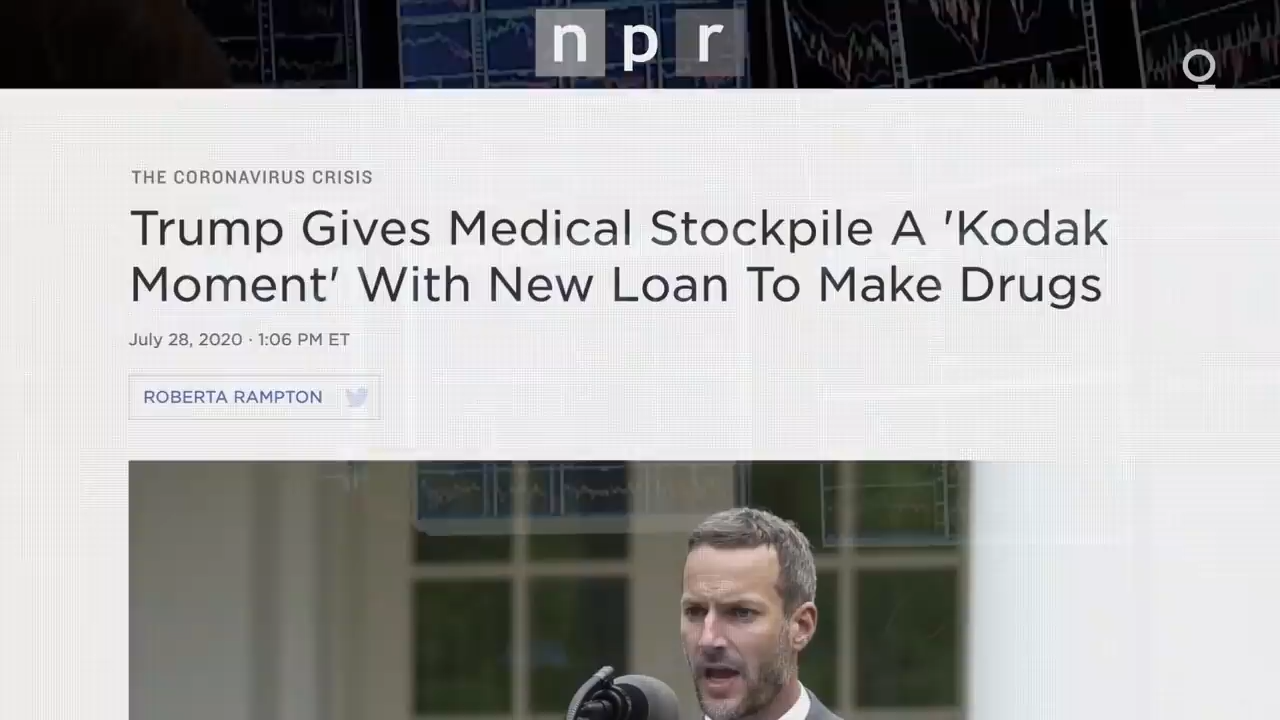 npr
THE CORONAVIRUS CRISIS
Trump Gives Medical Stockpile A 'Kodak
Moment' With New Loan To Make Drugs
July 28, 2020 · 1:06 PM ET
ROBERTA RAMPTON